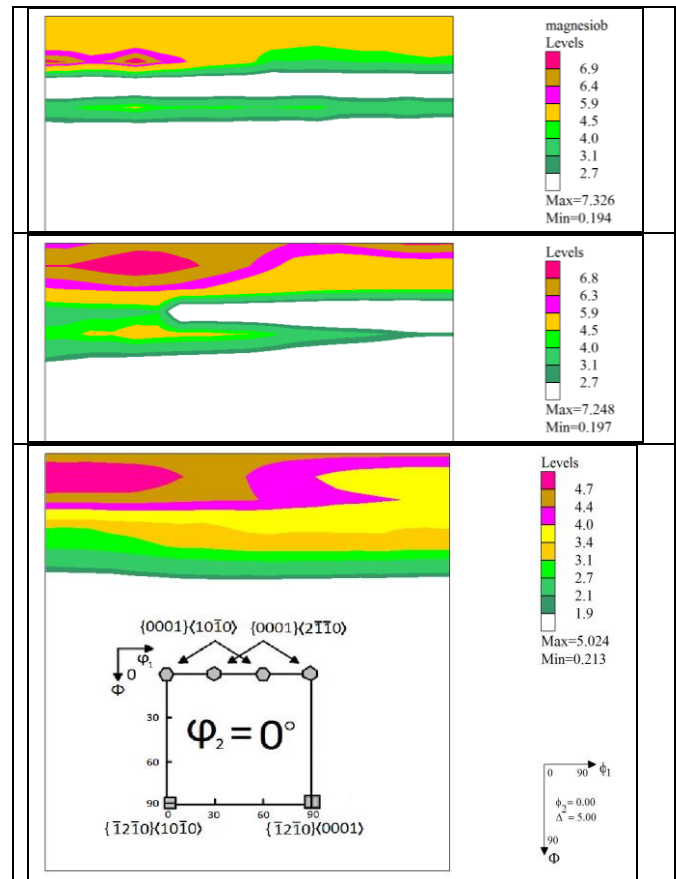 magnesiob
Levels
6.9
6.4
5.9
4.5
4.0
3.1
2.7
Max=7.326
Min=0.194
Levels
6.8
6.3
5.9
4.5
4.0
3.1
2.7
Max=7.248
Min=0.197
Levels
4.7
4.4
4.0
3.4
3.1
2.7
2.1
1.9
Max=5.024
Min=0.213
{0001}⟨101̅0⟩ {0001}⟨21̅1̅0⟩
φ₁
0
Φ
30
60
90
φ₂ = 0°
0 30 60 90
{1̅21̅0}⟨101̅0⟩ {1̅21̅0}⟨0001⟩
0 90 ϕ₁
ϕ₂= 0.00
Δ = 5.00
90
Φ